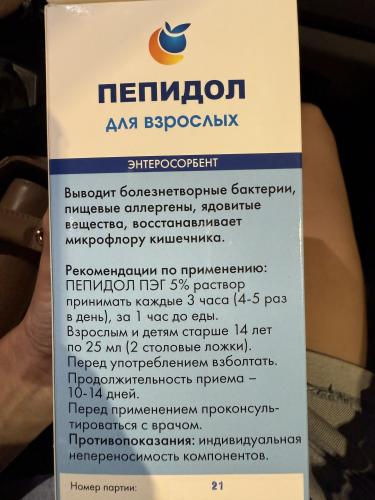 ПЕПИДОЛ
для взрослых
ЭНТЕРОСОРБЕНТ
Выводит болезнетворные бактерии,
пищевые аллергены, ядовитые
вещества, восстанавливает
микрофлору кишечника.
Рекомендации по применению:
ПЕПИДОЛ ПЭГ 5% раствор
принимать каждые 3 часа (4-5 раз
в день), за 1 час до еды.
Взрослым и детям старше 14 лет
по 25 мл (2 столовые ложки).
Перед употреблением взболтать.
Продолжительность приема –
10-14 дней.
Перед применением проконсуль-
тироваться с врачом.
Противопоказания: индивидуальная
непереносимость компонентов.
Номер партии: 21